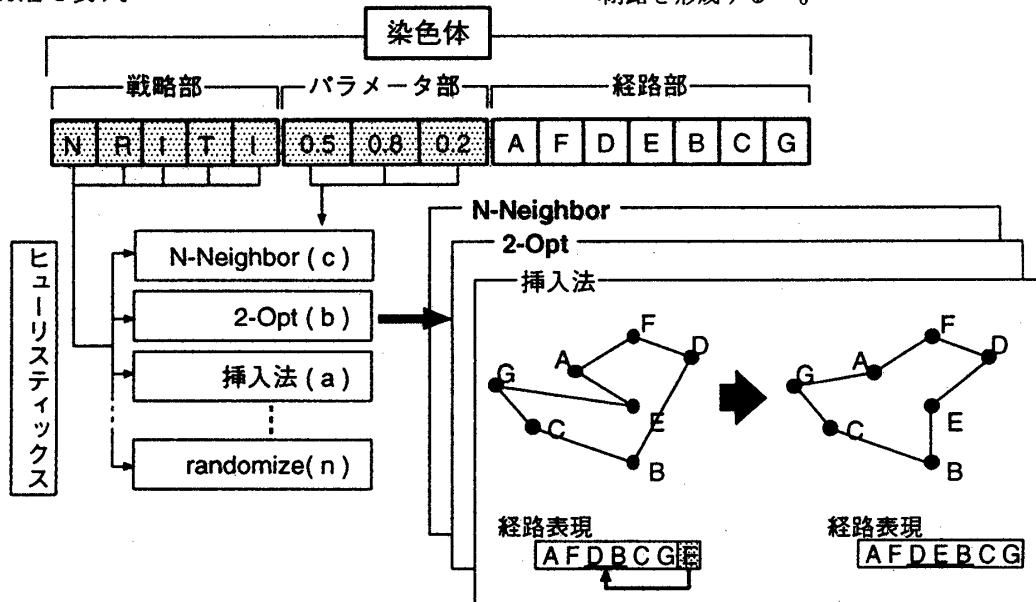 染色体
戦略部 パラメータ部 経路部
N R I T I 0.5 0.8 0.2 A F D E B C G
ヒューリスティックス
N-Neighbor ( c )
2-Opt ( b )
挿入法 ( a )
randomize( n )
N-Neighbor
2-Opt
挿入法
F
D
A
G
E
C
B
F
D
A
G
E
C
B
経路表現
A F D B C G E
経路表現
A F D E B C G